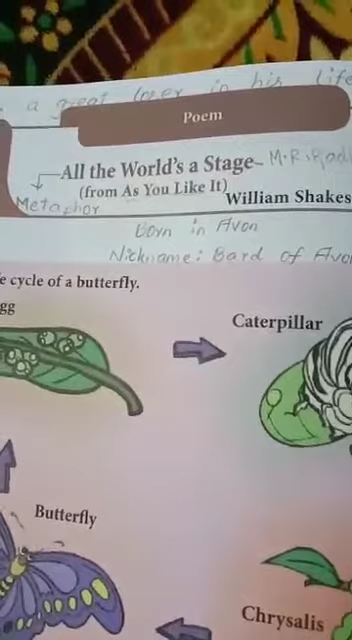 a great loser in his life
Poem
All the World's a Stage- M.R.
(from As You Like It)
Metaphor
William Shakes
Born in Avon
Nickname: Bard of Avon
e cycle of a butterfly.
gg
Caterpillar
Butterfly
Chrysalis